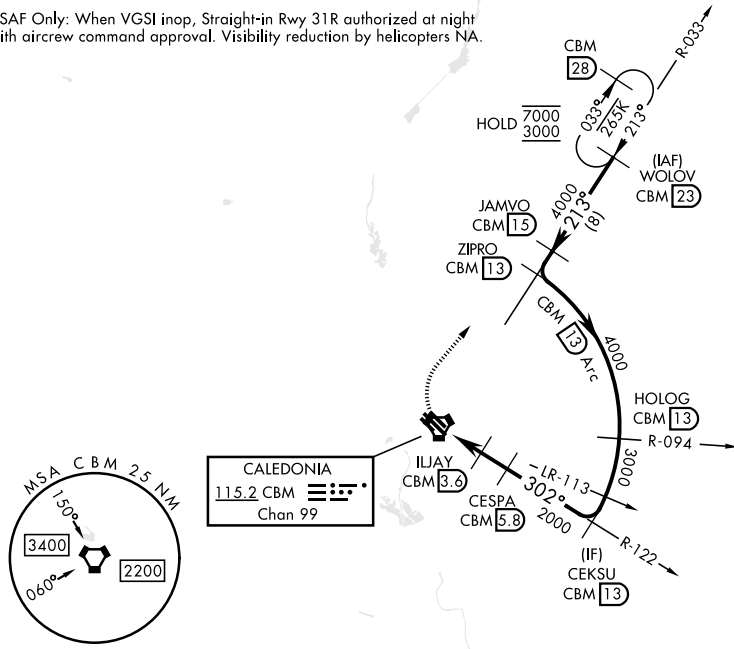 SAF Only: When VGSI inop, Straight-in Rwy 31R authorized at night
ith aircrew command approval. Visibility reduction by helicopters NA.
R-033
CBM
28
HOLD 7000
3000
033°
265K
213°
(IAF)
WOLOV
CBM 23
4000
213°
(8)
JAMVO
CBM 15
ZIPRO
CBM 13
CBM 13 Arc
4000
HOLOG
CBM 13
R-094
3000
CALEDONIA
115.2 CBM
Chan 99
ILJAY
CBM 3.6
CESPA
CBM 5.8
LR-113
302°
2000
R-122
(IF)
CEKSU
CBM 13
MSA CBM 25 NM
150°
3400
2200
060°